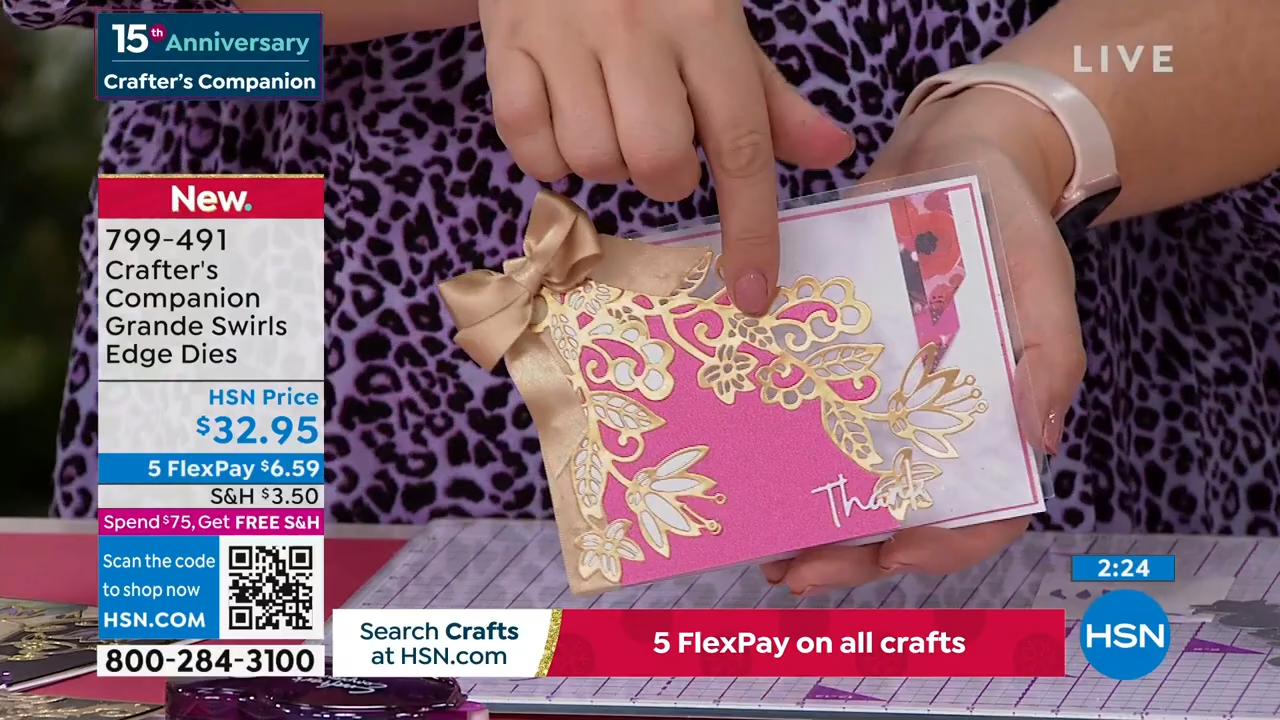 15th Anniversary
Crafter's Companion
LIVE
New.
799-491
Crafter's
Companion
Grande Swirls
Edge Dies
HSN Price
$32.95
5 FlexPay $6.59
S&H $3.50
Spend $75, Get FREE S&H
Scan the code
to shop now
HSN.COM
800-284-3100
Thank
Search Crafts
at HSN.com
5 FlexPay on all crafts
2:24
HSN